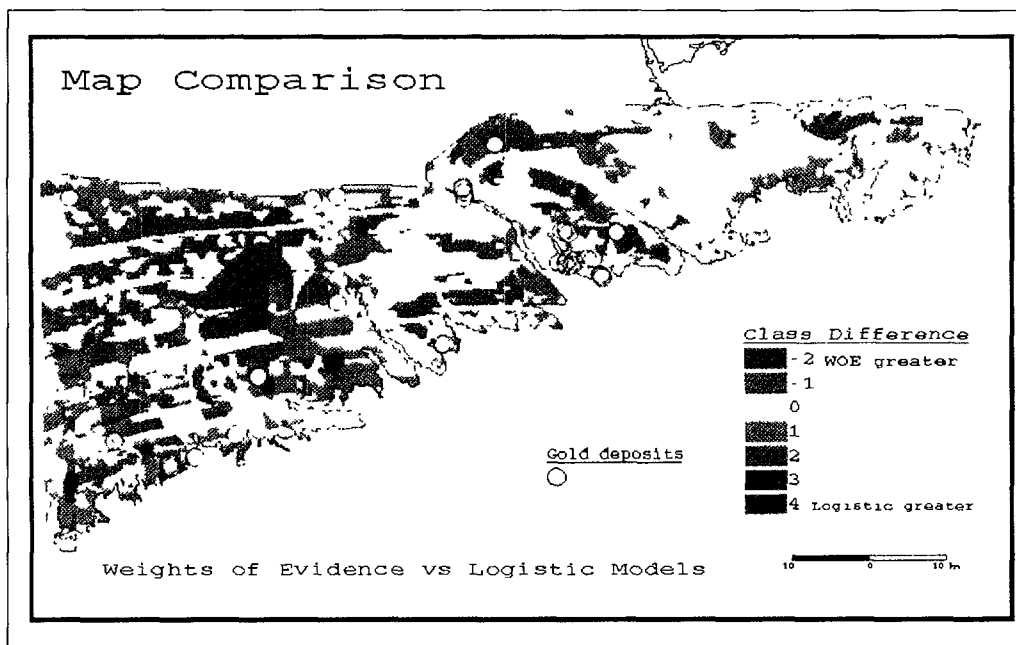 Map Comparison
Class Difference
-2 WOE greater
-1
0
1
2
3
4 Logistic greater
Gold deposits
10 0 10 km
Weights of Evidence vs Logistic Models